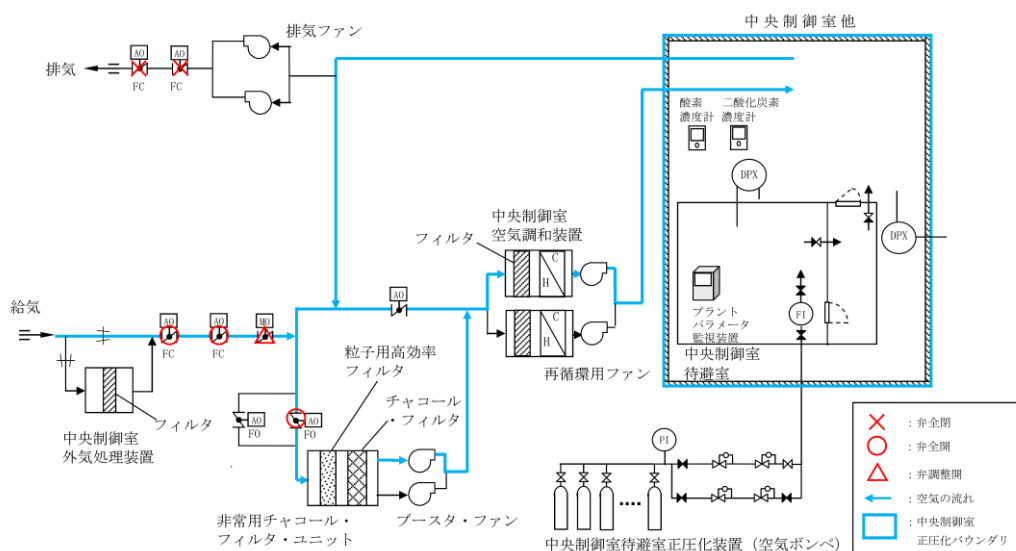 中央制御室他
排気ファン
AO
AO
排気
FC
FC
酸素
濃度計
二酸化炭素
濃度計
DPX
DPX
中央制御室
空気調和装置
フィルタ
C
H
C
H
AO
給気
AO
AO
MO
FC
FC
プラント
パラメータ
監視装置
FI
中央制御室
待避室
再循環用ファン
粒子用高効率
フィルタ
チャコール
・フィルタ
フィルタ
中央制御室
外気処理装置
AO
FO
AO
FO
PI
非常用チャコール・
フィルタ・ユニット
ブースタ・ファン
中央制御室待避室正圧化装置（空気ボンベ）
：弁全閉
：弁全開
：弁調整開
：空気の流れ
：中央制御室
正圧化バウンダリ